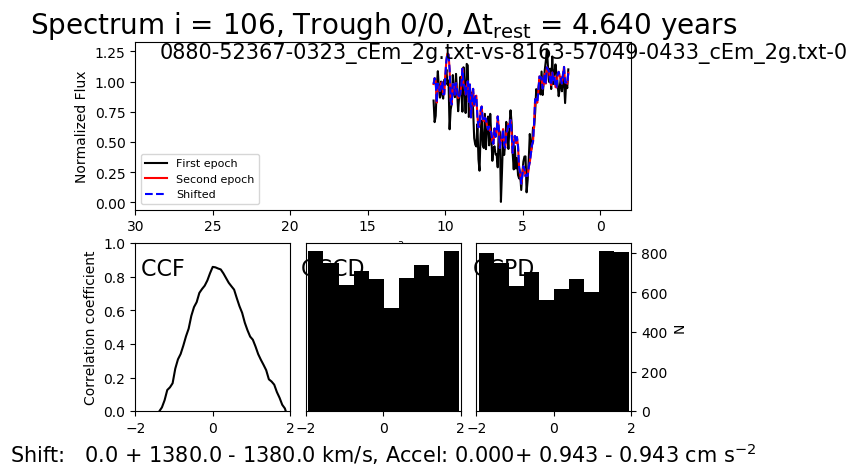 Spectrum i = 106, Trough 0/0, Δt_rest = 4.640 years
0880-52367-0323_cEm_2g.txt-vs-8163-57049-0433_cEm_2g.txt-0
Normalized Flux
1.25
1.00
0.75
0.50
0.25
0.00
First epoch
Second epoch
Shifted
30 25 20 15 10 5 0
Correlation coefficient
1.0
0.8
0.6
0.4
0.2
0.0
CCF
CCPD
800
600
400
200
0
N
−2 0 2
−2 0 2
−2 0 2
Shift: 0.0 + 1380.0 - 1380.0 km/s, Accel: 0.000+ 0.943 - 0.943 cm s⁻²